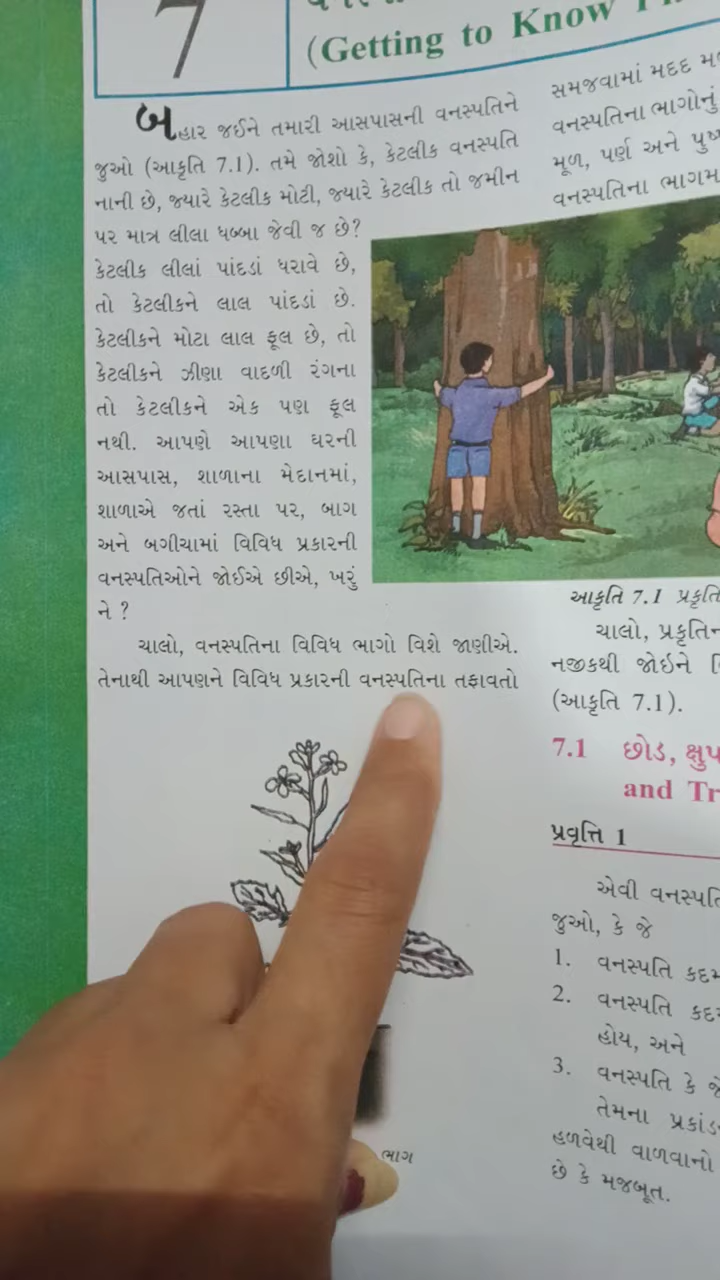 7
(Getting to Know
બહાર જઈને તમારી આસપાસની વનસ્પતિને
જુઓ (આકૃતિ 7.1). તમે જોશો કે, કેટલીક વનસ્પતિ
નાની છે, જ્યારે કેટલીક મોટી, જ્યારે કેટલીક તો જમીન
પર માત્ર લીલા ધબ્બા જેવી જ છે?
કેટલીક લીલાં પાંદડાં ધરાવે છે,
તો કેટલીકને લાલ પાંદડાં છે.
કેટલીકને મોટા લાલ ફૂલ છે, તો
કેટલીકને ઝીણા વાદળી રંગના
તો કેટલીકને એક પણ ફૂલ
નથી. આપણે આપણા ઘરની
આસપાસ, શાળાના મેદાનમાં,
શાળાએ જતાં રસ્તા પર, બાગ
અને બગીચામાં વિવિધ પ્રકારની
વનસ્પતિઓને જોઈએ છીએ, ખરું
ને ?
ચાલો, વનસ્પતિના વિવિધ ભાગો વિશે જાણીએ.
તેનાથી આપણને વિવિધ પ્રકારની વનસ્પતિના તફાવતો
ભાગ
સમજવામાં મદદ
વનસ્પતિના ભાગોનું
મૂળ, પર્ણ અને
વનસ્પતિના
આકૃતિ 7.1
ચાલો,
નજીકથી જોઇને
(આકૃતિ 7.1).
7.1 છોડ,
and
પ્રવૃત્તિ 1
એવી
જુઓ, કે જે
1. વનસ્પતિ
2. વનસ્પતિ
હોય, અને
3. વનસ્પતિ કે
તેમના
હળવેથી વાળવાનો
છે કે મજબૂત.